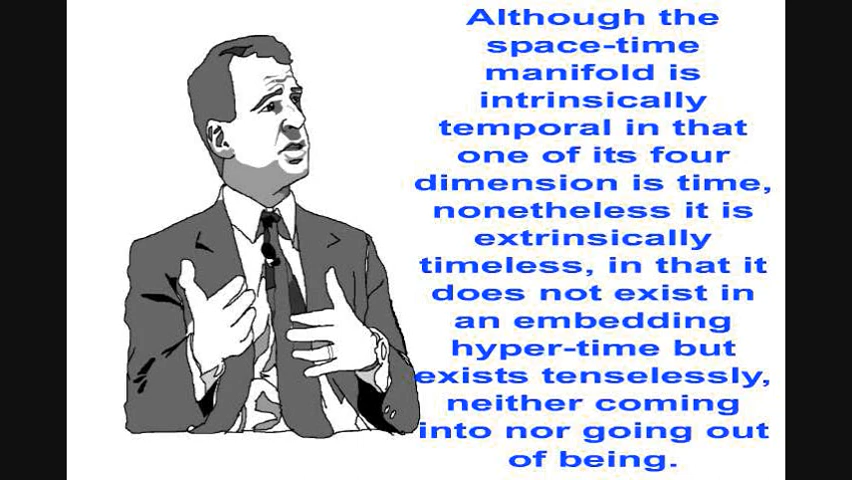 Although the
space-time
manifold is
intrinsically
temporal in that
one of its four
dimension is time,
nonetheless it is
extrinsically
timeless, in that it
does not exist in
an embedding
hyper-time but
exists tenselessly,
neither coming
into nor going out
of being.